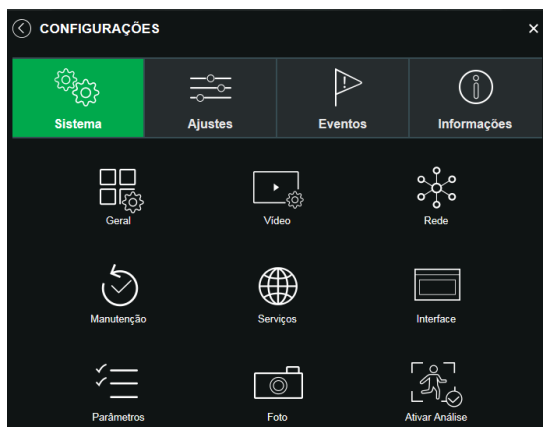 CONFIGURAÇÕES
Sistema Ajustes Eventos Informações
Geral Vídeo Rede
Manutenção Serviços Interface
Parâmetros Foto Ativar Análise